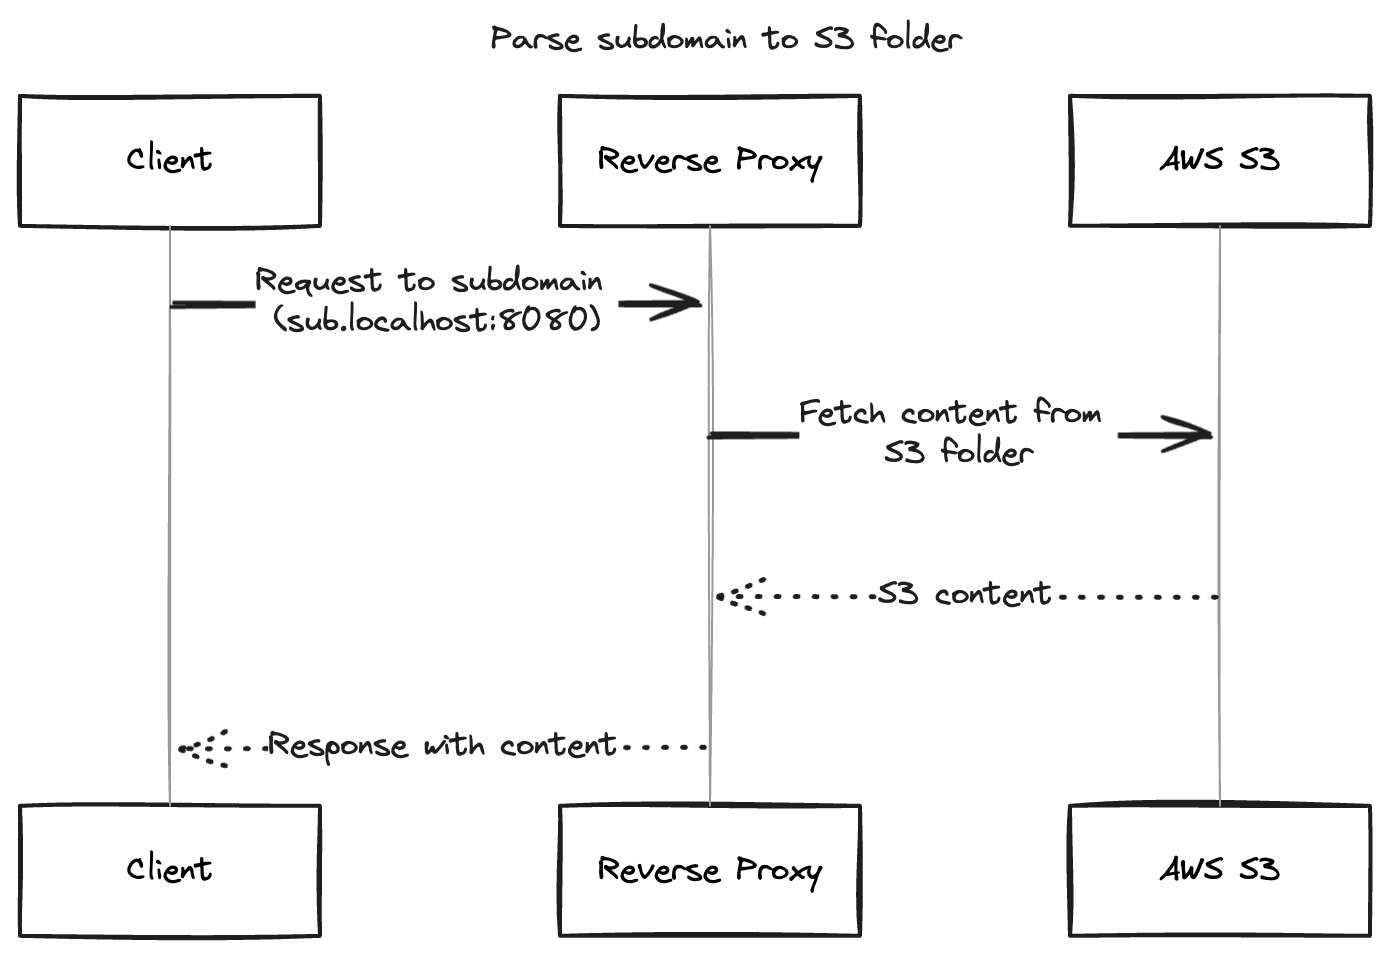 Parse subdomain to S3 folder
Client
Reverse Proxy
AWS S3
Request to subdomain
(sub.localhost:8080)
Fetch content from
S3 folder
S3 content
Response with content
Client
Reverse Proxy
AWS S3